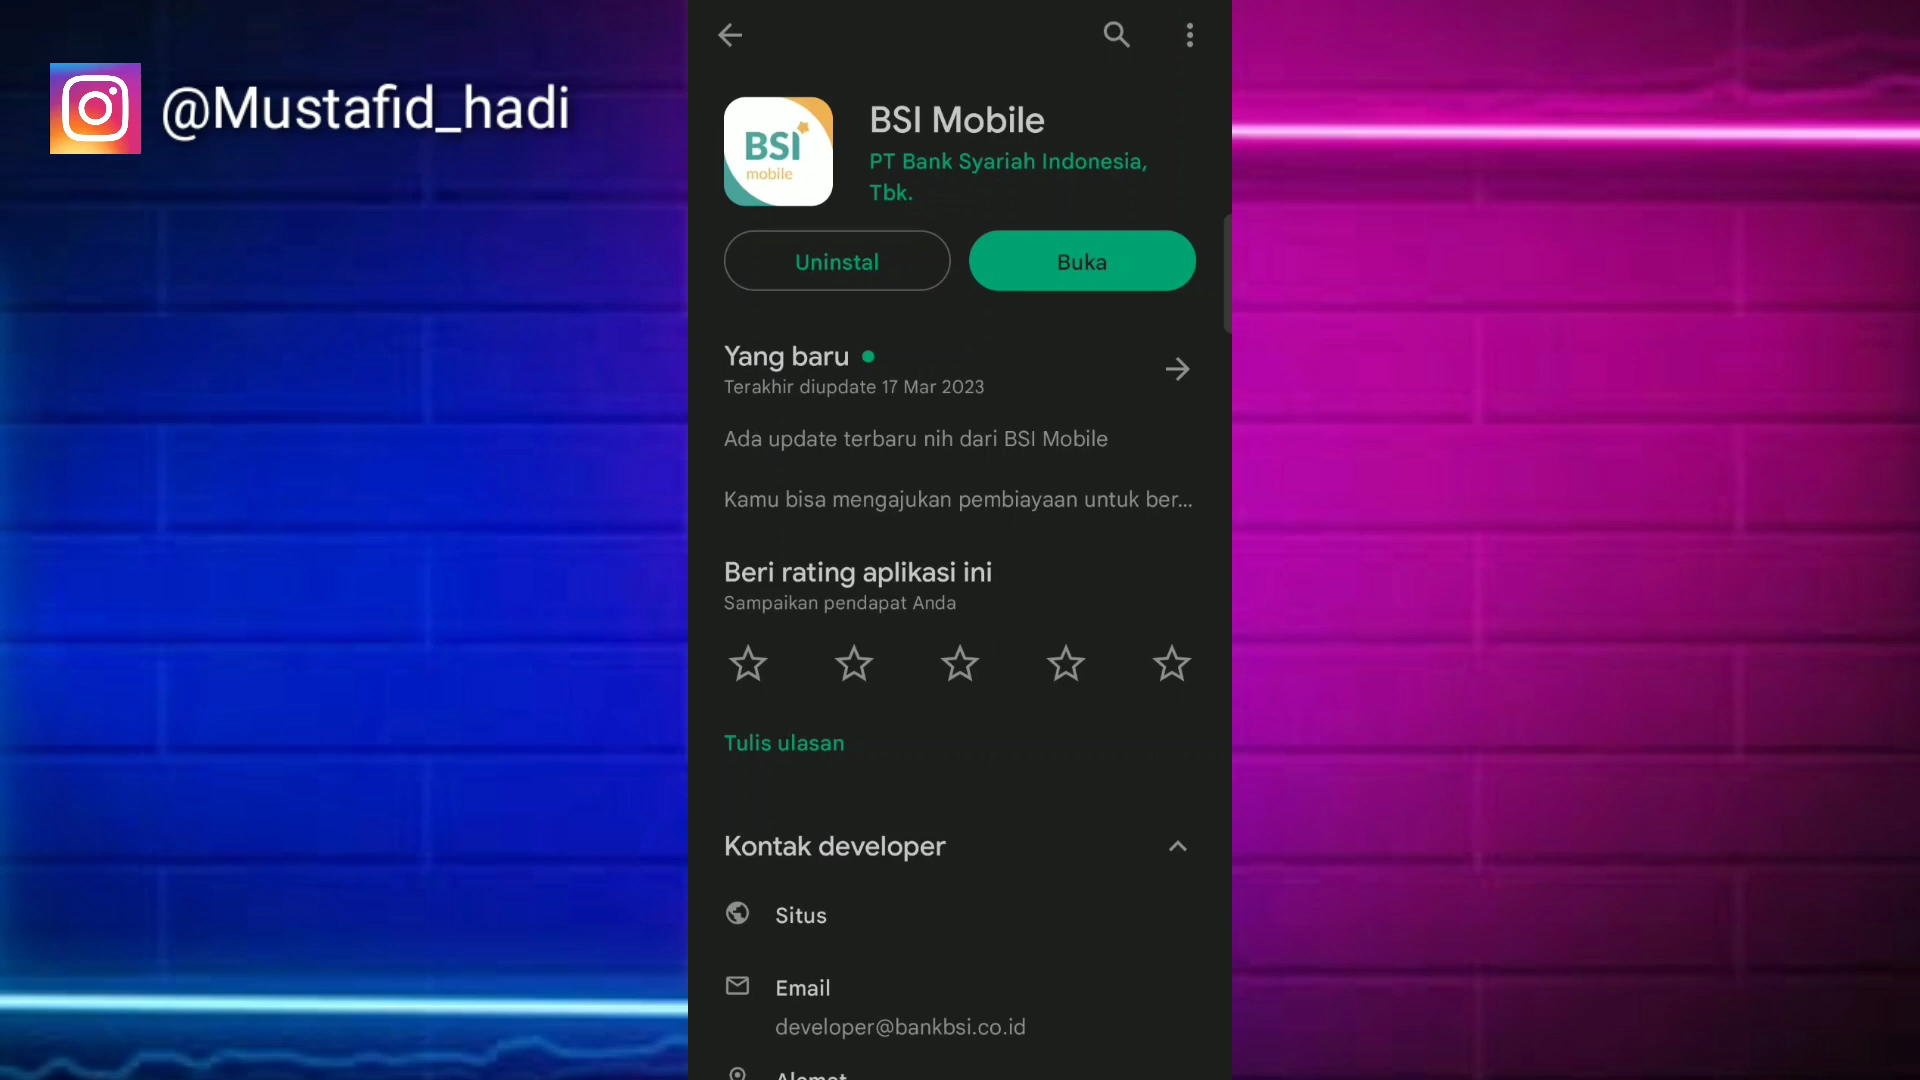 @Mustafid_hadi
BSI Mobile
BSI
mobile
PT Bank Syariah Indonesia,
Tbk.
Uninstal
Buka
Yang baru
Terakhir diupdate 17 Mar 2023
Ada update terbaru nih dari BSI Mobile
Kamu bisa mengajukan pembiayaan untuk ber...
Beri rating aplikasi ini
Sampaikan pendapat Anda
Tulis ulasan
Kontak developer
Situs
Email
developer@bankbsi.co.id
Alamat